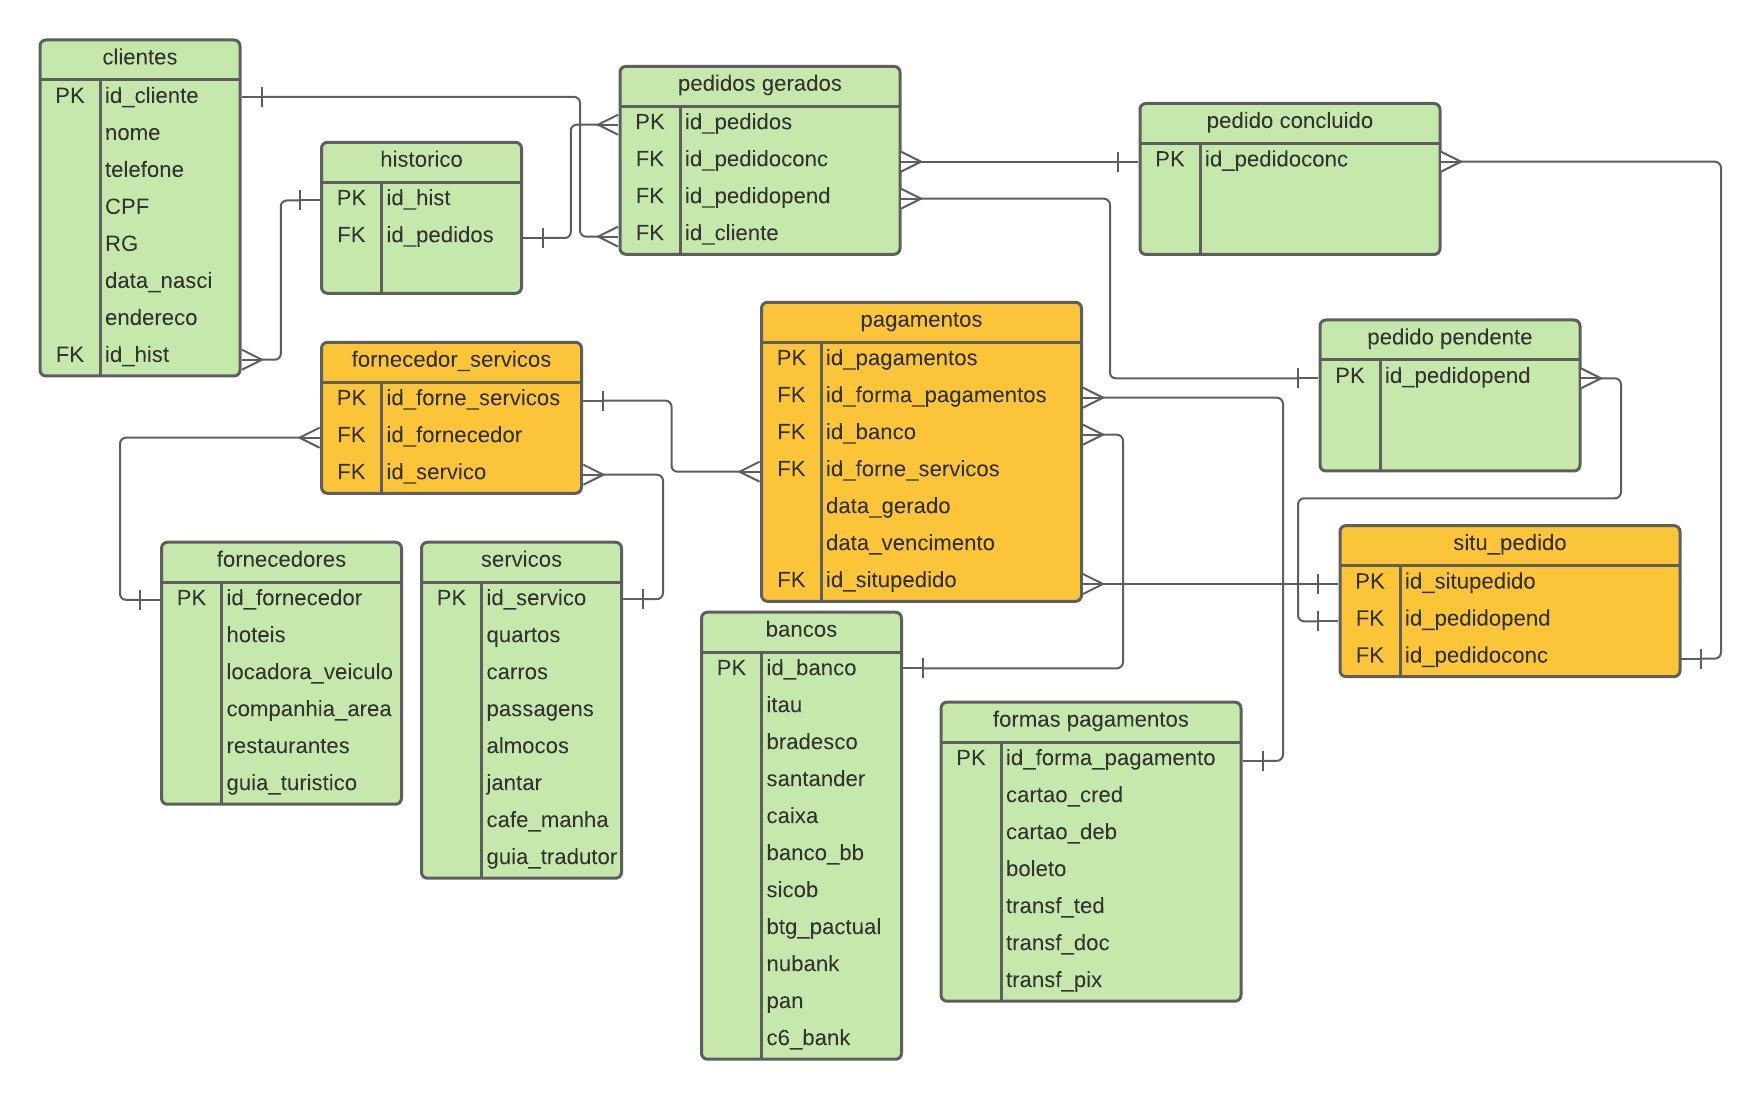 clientes
PK id_cliente
nome
telefone
CPF
RG
data_nasci
endereco
FK id_hist
historico
PK id_hist
FK id_pedidos
pedidos gerados
PK id_pedidos
FK id_pedidoconc
FK id_pedidopend
FK id_cliente
pedido concluido
PK id_pedidoconc
pedido pendente
PK id_pedidopend
situ_pedido
PK id_situpedido
FK id_pedidopend
FK id_pedidoconc
pagamentos
PK id_pagamentos
FK id_forma_pagamentos
FK id_banco
FK id_forne_servicos
data_gerado
data_vencimento
FK id_situpedido
formas pagamentos
PK id_forma_pagamento
cartao_cred
cartao_deb
boleto
transf_ted
transf_doc
transf_pix
bancos
PK id_banco
itau
bradesco
santander
caixa
banco_bb
sicob
btg_pactual
nubank
pan
c6_bank
fornecedor_servicos
PK id_forne_servicos
FK id_fornecedor
FK id_servico
servicos
PK id_servico
quartos
carros
passagens
almocos
jantar
cafe_manha
guia_tradutor
fornecedores
PK id_fornecedor
hoteis
locadora_veiculo
companhia_area
restaurantes
guia_turistico